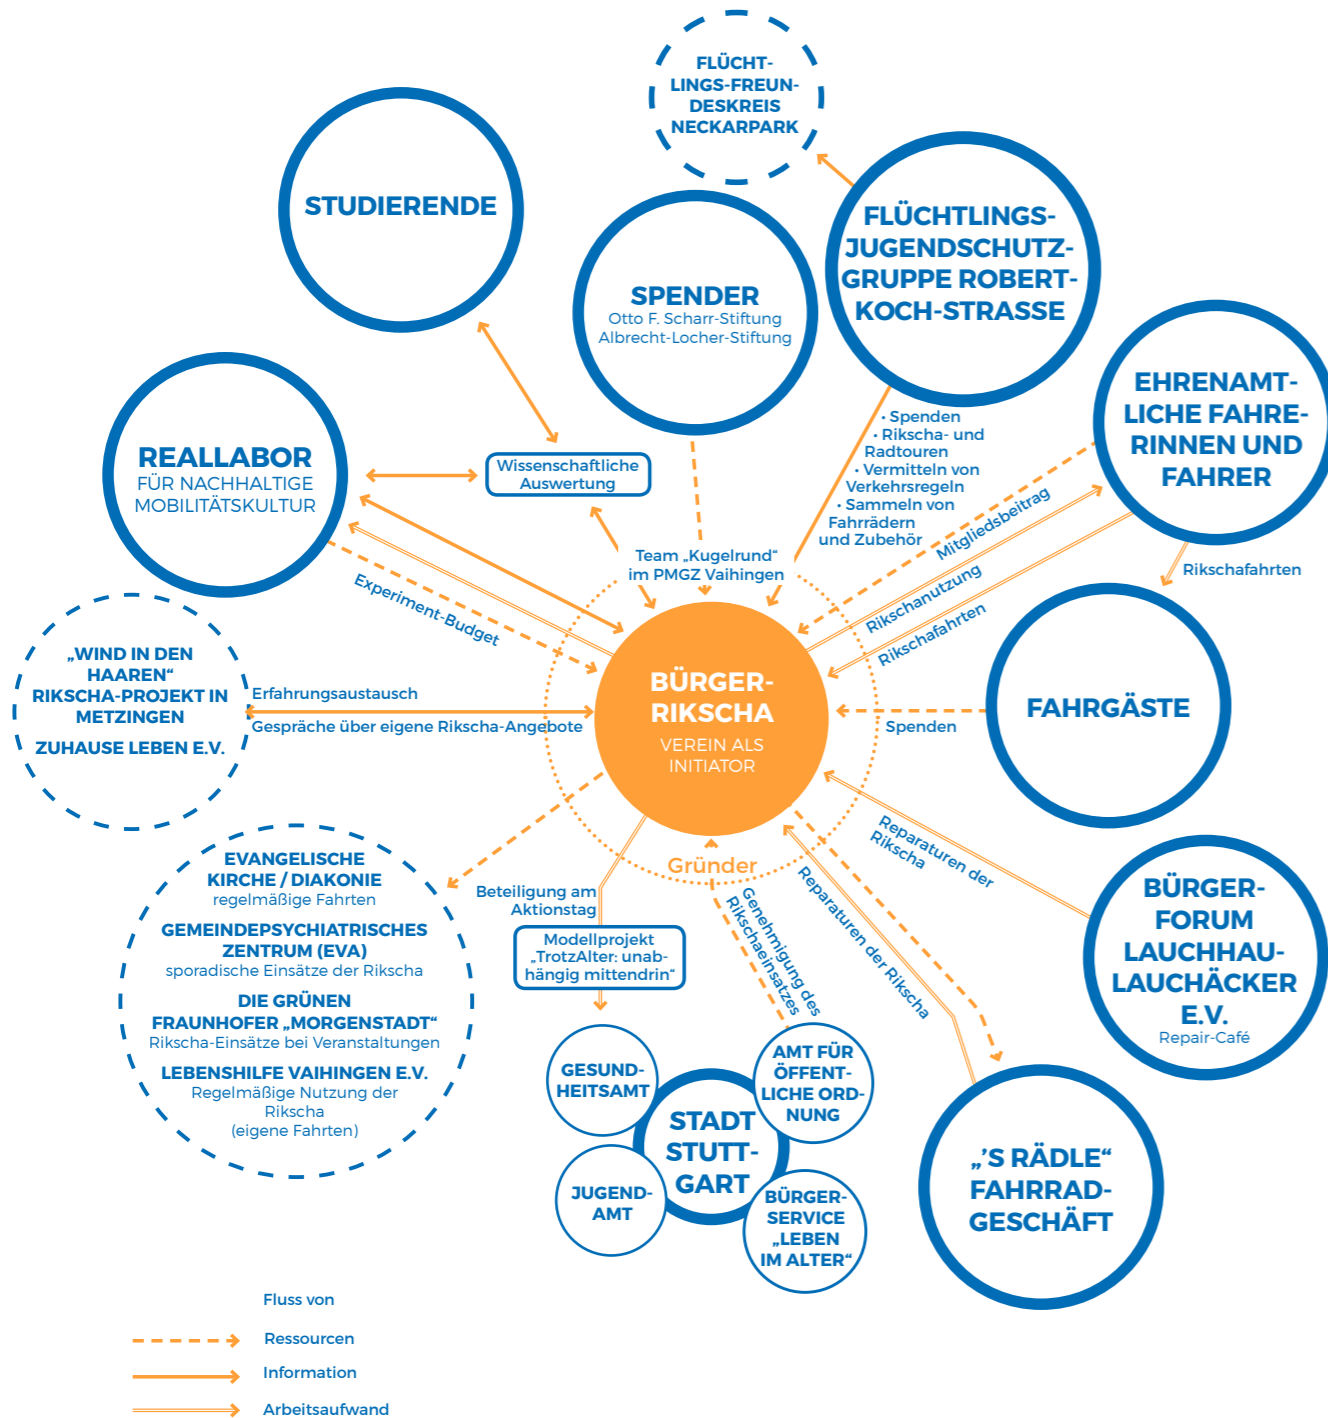 FLÜCHT-
LINGS-FREUN-
DESKREIS
NECKARPARK
STUDIERENDE
FLÜCHTLINGS-
JUGENDSCHUTZ-
GRUPPE ROBERT-
KOCH-STRASSE
SPENDER
Otto F. Scharr-Stiftung
Albrecht-Locher-Stiftung
EHRENAMT-
LICHE FAHRE-
RINNEN UND
FAHRER
REALLABOR
FÜR NACHHALTIGE
MOBILITÄTSKULTUR
Wissenschaftliche
Auswertung
• Spenden
• Rikscha- und
Radtouren
• Vermitteln von
Verkehrsregeln
• Sammeln von
Fahrrädern
und Zubehör
Team „Kugelrund“
im PMGZ Vaihingen
Mitgliedsbeitrag
Rikschanutzung
Rikschafahrten
Rikschafahrten
Experiment-Budget
„WIND IN DEN
HAAREN“
RIKSCHA-PROJEKT IN
METZINGEN
ZUHAUSE LEBEN E.V.
Erfahrungsaustausch
Gespräche über eigene Rikscha-Angebote
BÜRGER-
RIKSCHA
VEREIN ALS
INITIATOR
Gründer
FAHRGÄSTE
Spenden
Reparaturen der
Rikscha
BÜRGER-
FORUM
LAUCHHAU-
LAUCHÄCKER
E.V.
Repair-Café
EVANGELISCHE
KIRCHE / DIAKONIE
regelmäßige Fahrten
GEMEINDEPSYCHIATRISCHES
ZENTRUM (EVA)
sporadische Einsätze der Rikscha
DIE GRÜNEN
FRAUNHOFER „MORGENSTADT“
Rikscha-Einsätze bei Veranstaltungen
LEBENSHILFE VAIHINGEN E.V.
Regelmäßige Nutzung der
Rikscha
(eigene Fahrten)
Beteiligung am
Aktionstag
Modellprojekt
„TrotzAlter: unab-
hängig mittendrin“
Genehmigung des
Rikschaeinsatzes
Reparaturen der Rikscha
GESUND-
HEITSAMT
AMT FÜR
ÖFFENT-
LICHE ORD-
NUNG
STADT
STUTT-
GART
JUGEND-
AMT
BÜRGER-
SERVICE
„LEBEN
IM ALTER“
„’S RÄDLE“
FAHRRAD-
GESCHÄFT
Fluss von
Ressourcen
Information
Arbeitsaufwand